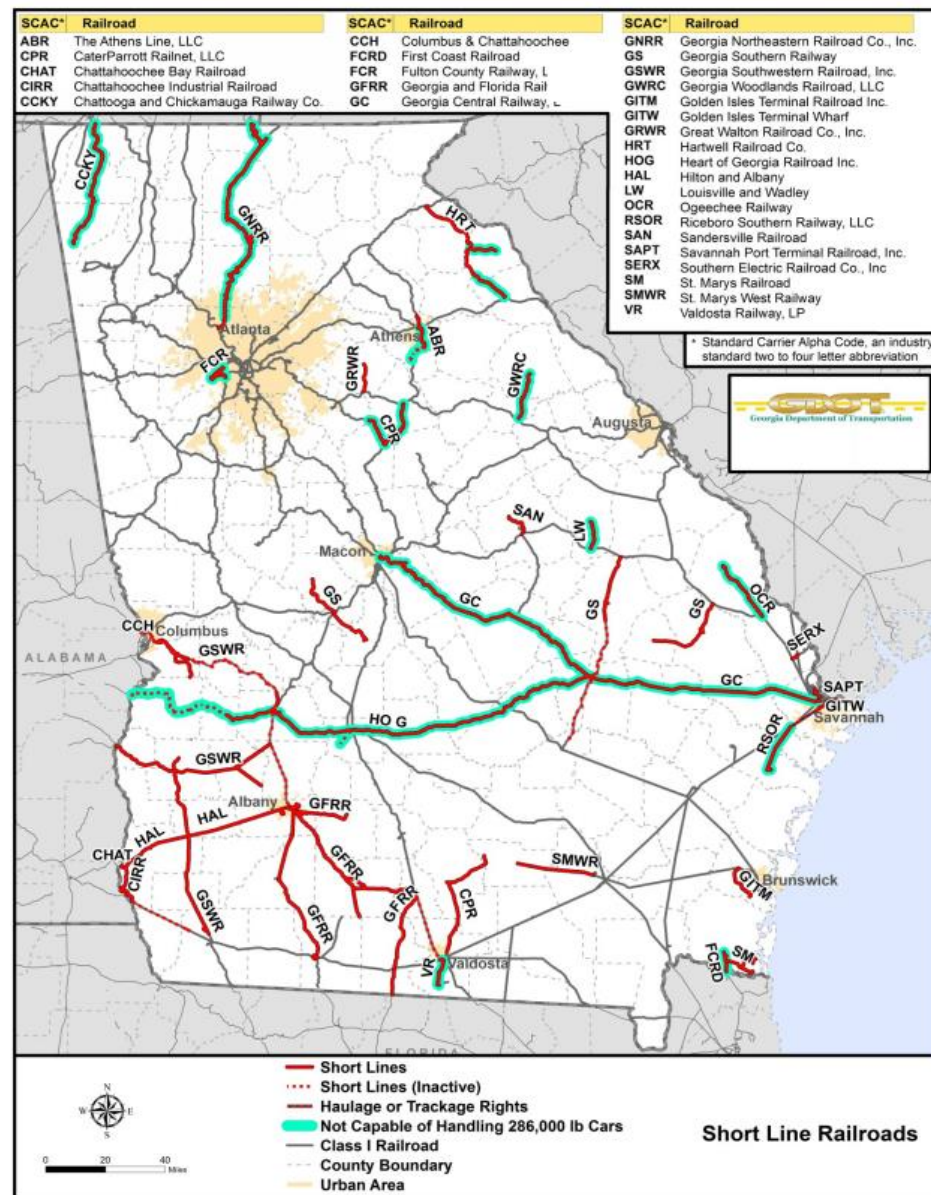 SCAC* Railroad
ABR The Athens Line, LLC
CPR CaterParrott Railnet, LLC
CHAT Chattahoochee Bay Railroad
CIRR Chattahoochee Industrial Railroad
CCKY Chattooga and Chickamauga Railway Co.
SCAC* Railroad
CCH Columbus & Chattahoochee
FCRD First Coast Railroad
FCR Fulton County Railway, L
GFRR Georgia and Florida Rail
GC Georgia Central Railway,
SCAC* Railroad
GNRR Georgia Northeastern Railroad Co., Inc.
GS Georgia Southern Railway
GSWR Georgia Southwestern Railroad, Inc.
GWRC Georgia Woodlands Railroad, LLC
GITM Golden Isles Terminal Railroad Inc.
GITW Golden Isles Terminal Wharf
GRWR Great Walton Railroad Co., Inc.
HRT Hartwell Railroad Co.
HOG Heart of Georgia Railroad Inc.
HAL Hilton and Albany
LW Louisville and Wadley
OCR Ogeechee Railway
RSOR Riceboro Southern Railway, LLC
SAN Sandersville Railroad
SAPT Savannah Port Terminal Railroad, Inc.
SERX Southern Electric Railroad Co., Inc
SM St. Marys Railroad
SMWR St. Marys West Railway
VR Valdosta Railway, LP
* Standard Carrier Alpha Code, an industry
standard two to four letter abbreviation
GDOT
Georgia Department of Transportation
CCKY
GNRR
HRT
Atlanta
Athens
ABR
FCR
GRWR
GWRC
CPR
Augusta
SAN
LW
Macon
GS
GC
GS
GS
OCR
CCH
Columbus
GSWR
SERX
ALABAMA
GC
SAPT
GITW
Savannah
HO G
RSOR
GSWR
Albany
GFRR
HAL
HAL
CHAT
CIRR
GFRR
SMWR
GSWR
GFRR
GFRR
CPR
GITM
Brunswick
VR
Valdosta
FCRD
SM
FLORIDA
Short Lines
Short Lines (Inactive)
Haulage or Trackage Rights
Not Capable of Handling 286,000 lb Cars
Class I Railroad
County Boundary
Urban Area
N
W E
S
0 20 40
Miles
Short Line Railroads